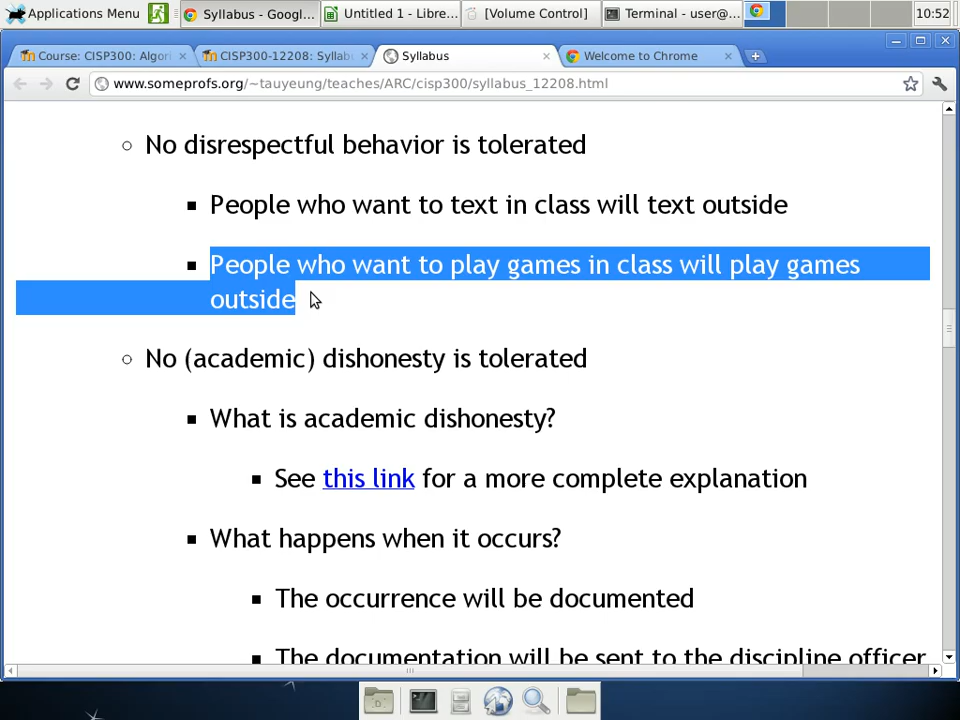 Applications Menu
Syllabus - Googl...
Untitled 1 - Libre...
[Volume Control]
Terminal - user@...
10:52
Course: CISP300: Algori
CISP300-12208: Syllab
Syllabus
Welcome to Chrome
www.someprofs.org/~tauyeung/teaches/ARC/cisp300/syllabus_12208.html
No disrespectful behavior is tolerated
People who want to text in class will text outside
People who want to play games in class will play games
outside
No (academic) dishonesty is tolerated
What is academic dishonesty?
See this link for a more complete explanation
What happens when it occurs?
The occurrence will be documented
The documentation will be sent to the discipline officer